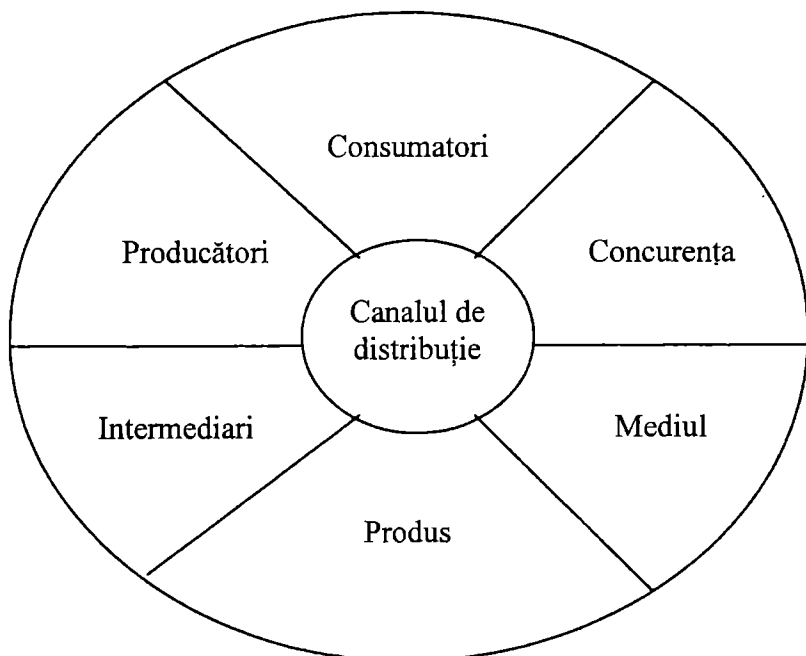 Consumatori
Producători
Concurența
Canalul de
distribuție
Intermediari
Mediul
Produs